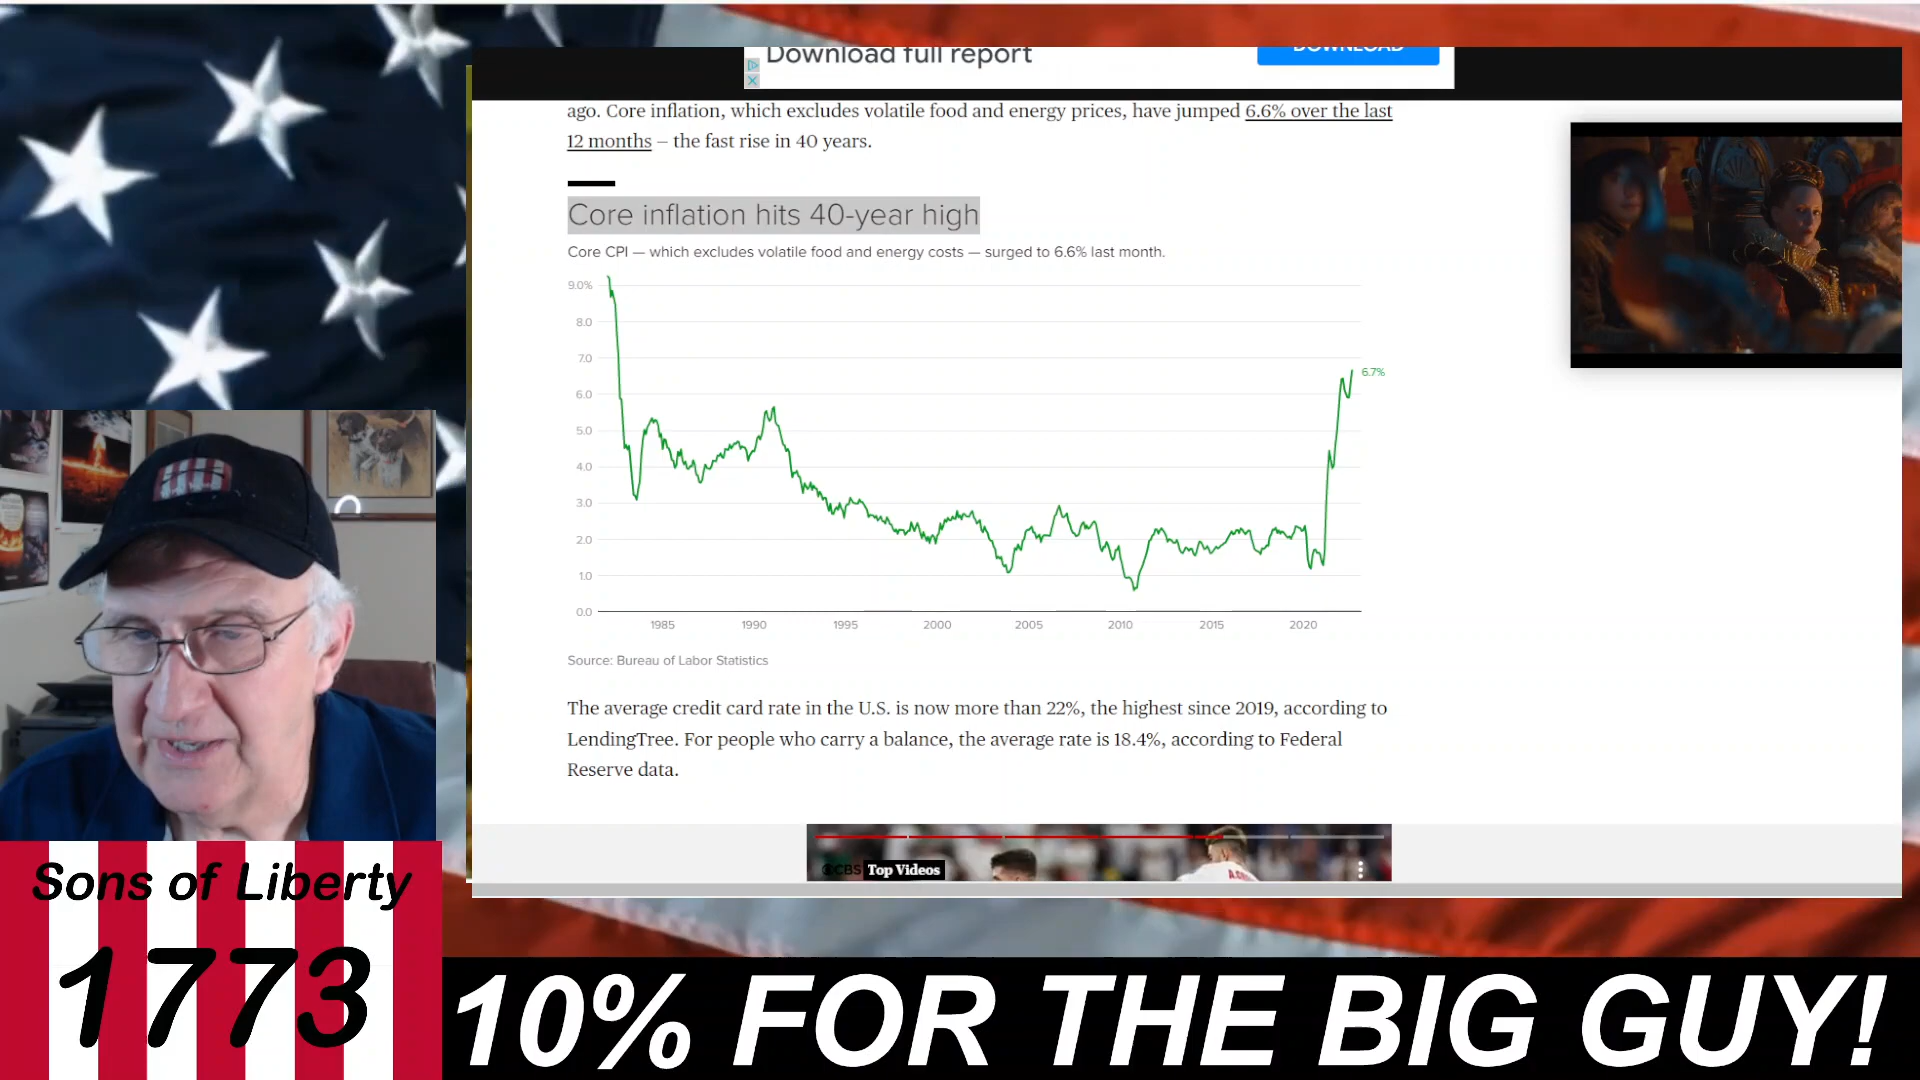 Download full report
DOWNLOAD
ago. Core inflation, which excludes volatile food and energy prices, have jumped 6.6% over the last
12 months — the fast rise in 40 years.
Core inflation hits 40-year high
Core CPI — which excludes volatile food and energy costs — surged to 6.6% last month.
9.0%
8.0
7.0
6.7%
6.0
5.0
4.0
3.0
2.0
1.0
0.0
1985 1990 1995 2000 2005 2010 2015 2020
Source: Bureau of Labor Statistics
The average credit card rate in the U.S. is now more than 22%, the highest since 2019, according to
LendingTree. For people who carry a balance, the average rate is 18.4%, according to Federal
Reserve data.
CBS Top Videos
Sons of Liberty
1773
10% FOR THE BIG GUY!